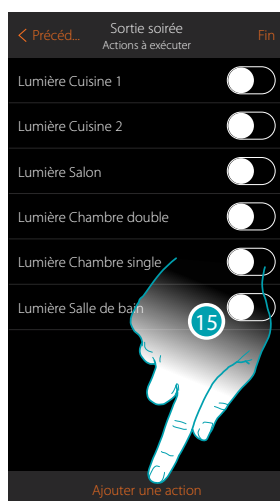 Précéd...
Sortie soirée
Fin
Actions à exécuter
Lumière Cuisine 1
Lumière Cuisine 2
Lumière Salon
Lumière Chambre double
Lumière Chambre single
Lumière Salle de bain
15
Ajouter une action